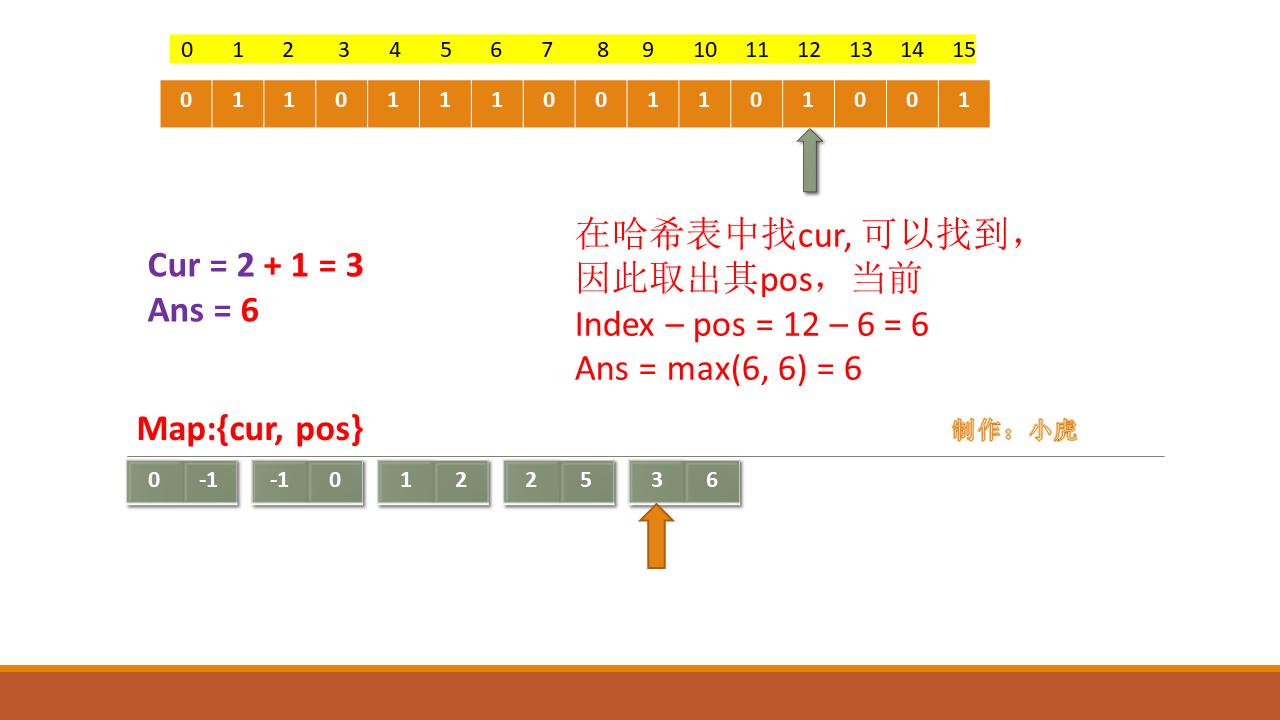 0 1 2 3 4 5 6 7 8 9 10 11 12 13 14 15
0 1 1 0 1 1 1 0 0 1 1 0 1 0 0 1
Cur = 2 + 1 = 3
Ans = 6
在哈希表中找cur, 可以找到，
因此取出其pos，当前
Index – pos = 12 – 6 = 6
Ans = max(6, 6) = 6
Map:{cur, pos}
制作：小虎
0 -1 -1 0 1 2 2 5 3 6